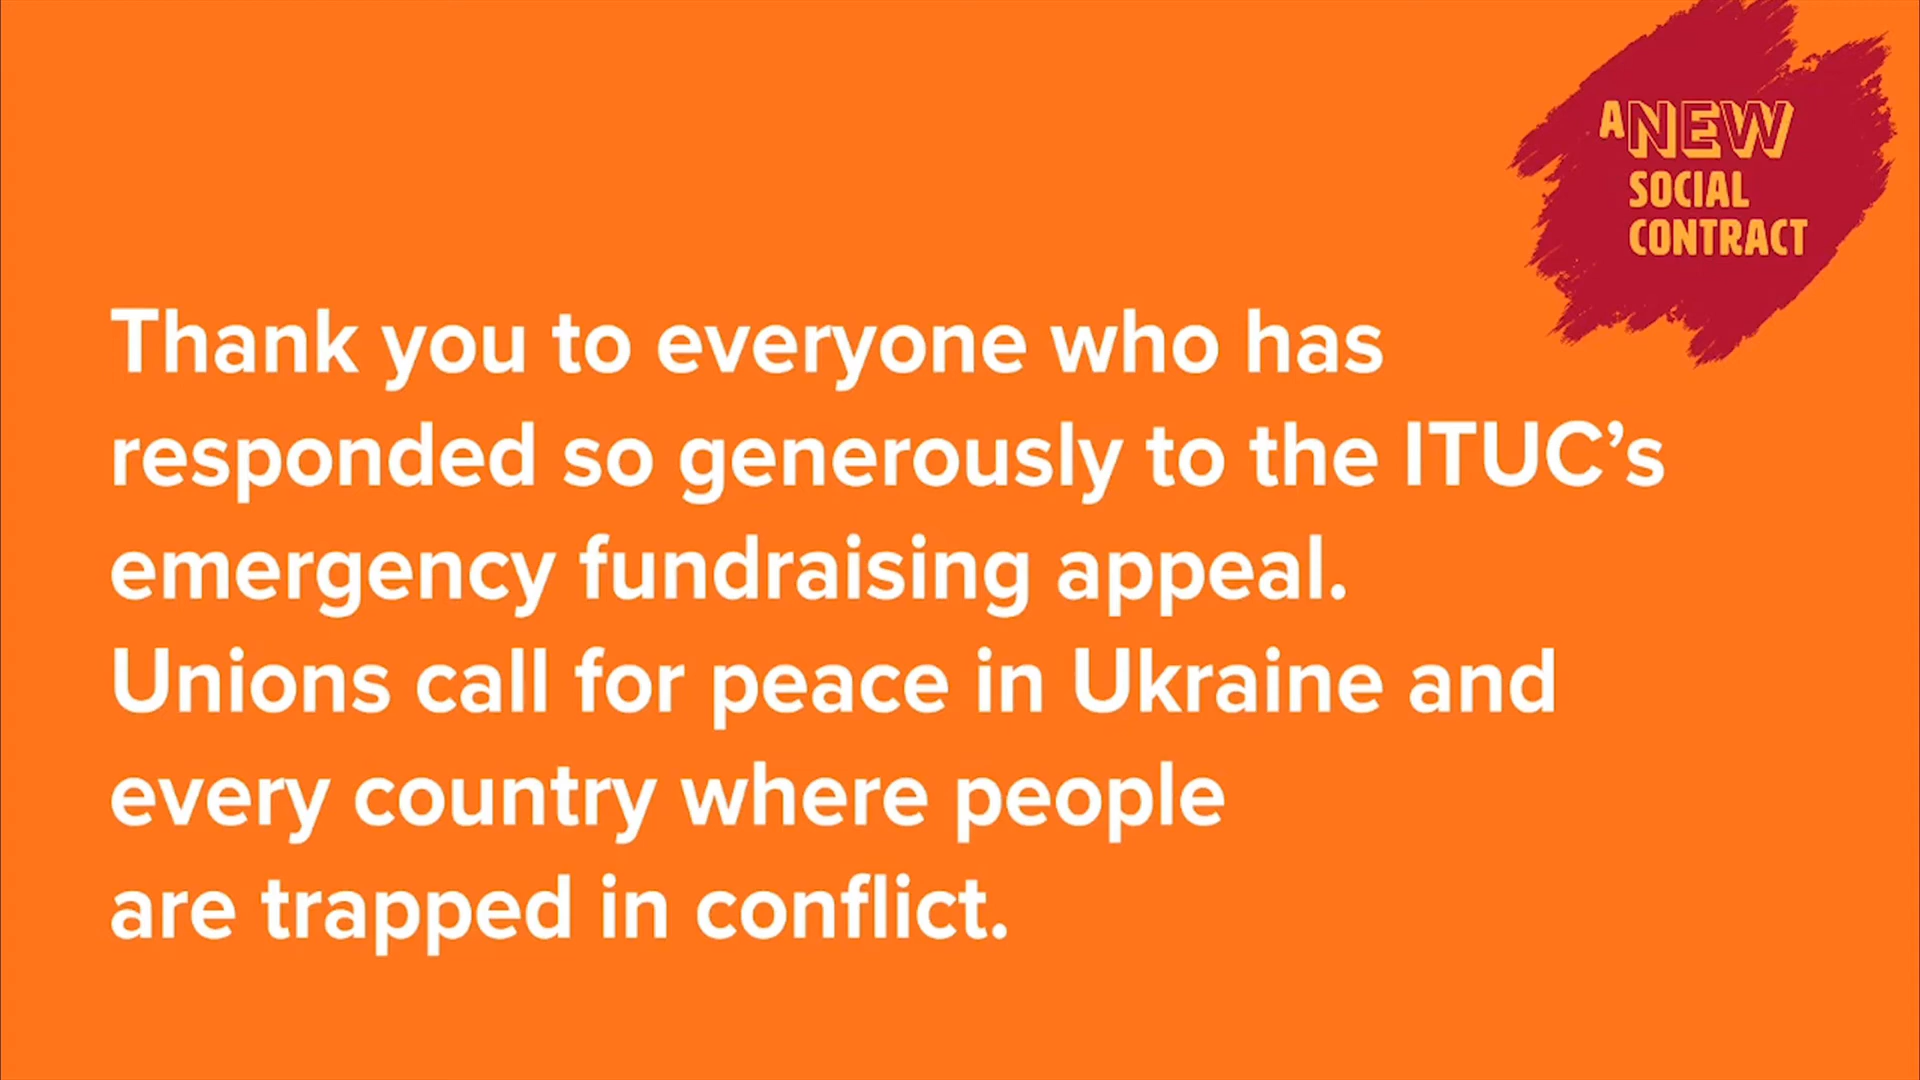 A NEW
SOCIAL
CONTRACT
Thank you to everyone who has
responded so generously to the ITUC’s
emergency fundraising appeal.
Unions call for peace in Ukraine and
every country where people
are trapped in conflict.